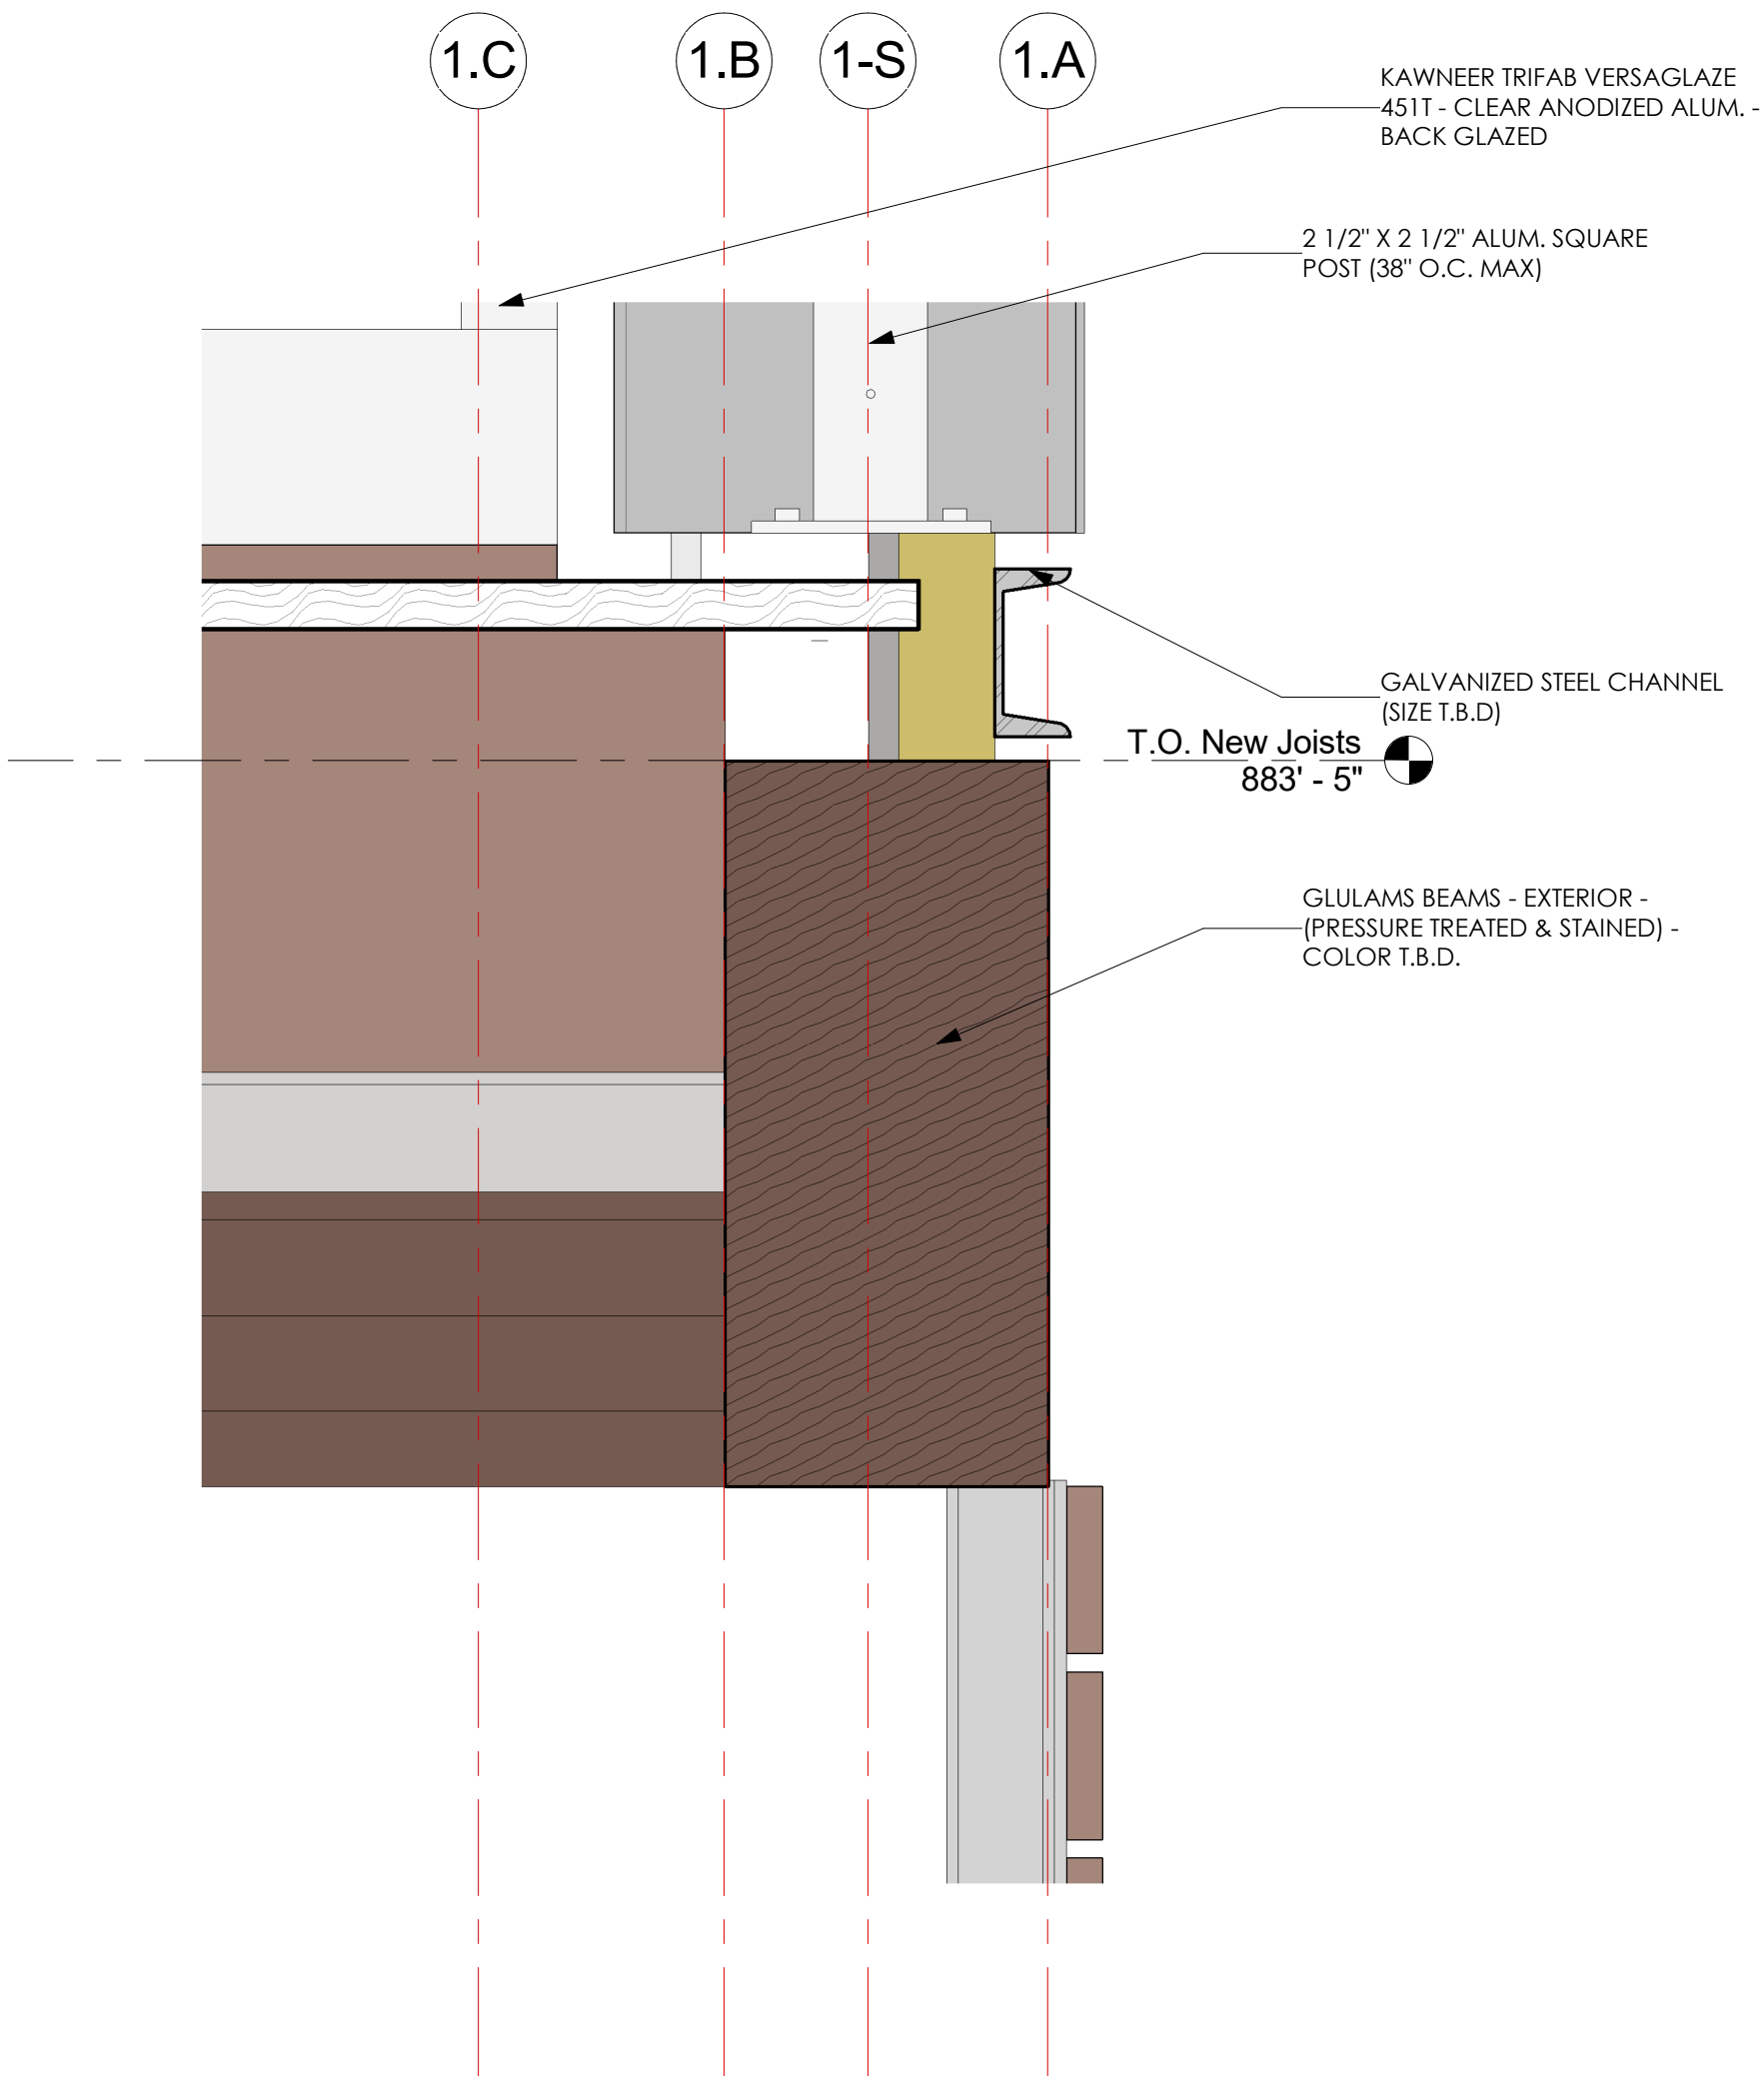 1.C
1.B
1-S
1.A
KAWNEER TRIFAB VERSAGLAZE
451T - CLEAR ANODIZED ALUM. -
BACK GLAZED
2 1/2" X 2 1/2" ALUM. SQUARE
POST (38" O.C. MAX)
GALVANIZED STEEL CHANNEL
(SIZE T.B.D)
T.O. New Joists
883' - 5"
GLULAMS BEAMS - EXTERIOR -
(PRESSURE TREATED & STAINED) -
COLOR T.B.D.